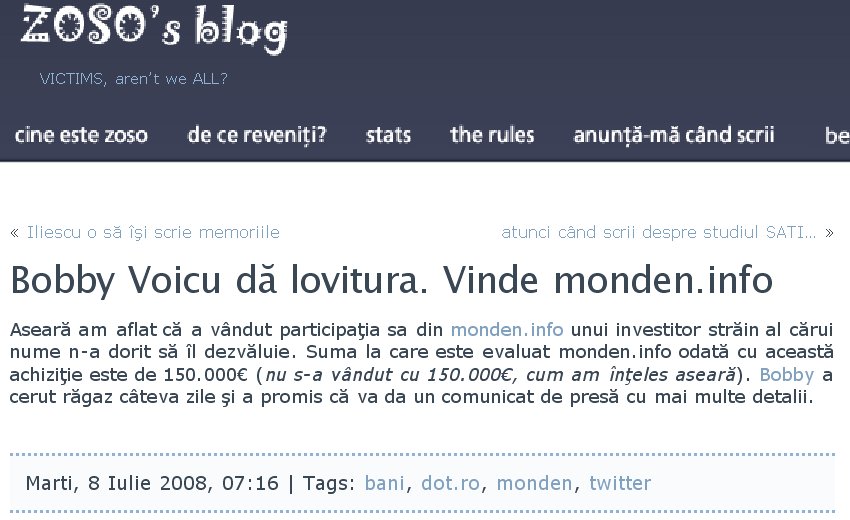 ZOSO's blog
VICTIMS, aren't we ALL?
cine este zoso de ce reveniți? stats the rules anunță-mă când scrii be
« Iliescu o să îşi scrie memoriile atunci când scrii despre studiul SATI... »
Bobby Voicu dă lovitura. Vinde monden.info
Aseară am aflat că a vândut participaţia sa din monden.info unui investitor străin al cărui
nume n-a dorit să îl dezvăluie. Suma la care este evaluat monden.info odată cu această
achiziţie este de 150.000€ (nu s-a vândut cu 150.000€, cum am înţeles aseară). Bobby a
cerut răgaz câteva zile şi a promis că va da un comunicat de presă cu mai multe detalii.
Marti, 8 Iulie 2008, 07:16 | Tags: bani, dot.ro, monden, twitter